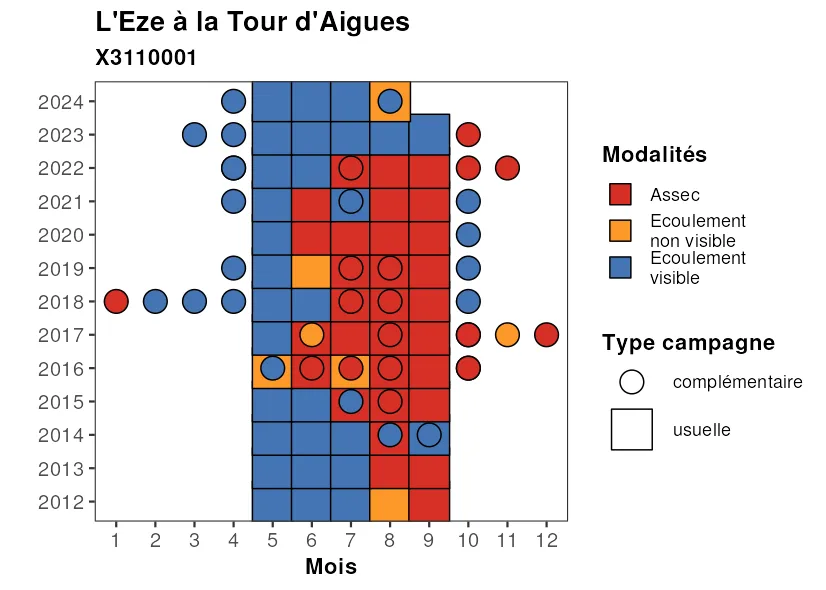 L'Eze à la Tour d'Aigues
X3110001
2024
2023
2022
2021
2020
2019
2018
2017
2016
2015
2014
2013
2012
1 2 3 4 5 6 7 8 9 10 11 12
Mois
Modalités
Assec
Ecoulement
non visible
Ecoulement
visible
Type campagne
complémentaire
usuelle